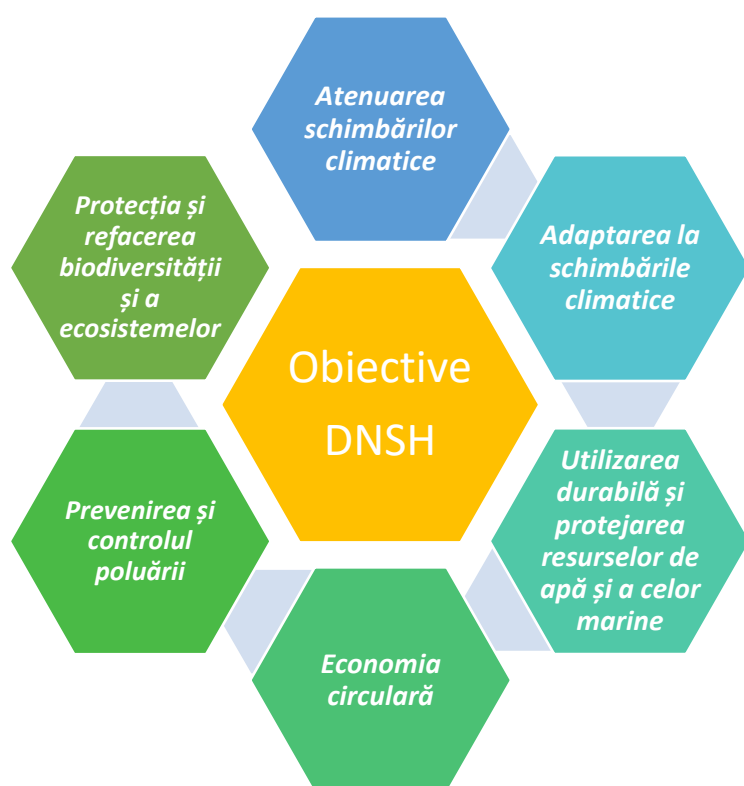 Atenuarea
schimbărilor
climatice
Adaptarea la
schimbările
climatice
Utilizarea
durabilă și
protejarea
resurselor de
apă și a celor
marine
Economia
circulară
Prevenirea și
controlul
poluării
Protecția și
refacerea
biodiversității
și a
ecosistemelor
Obiective
DNSH